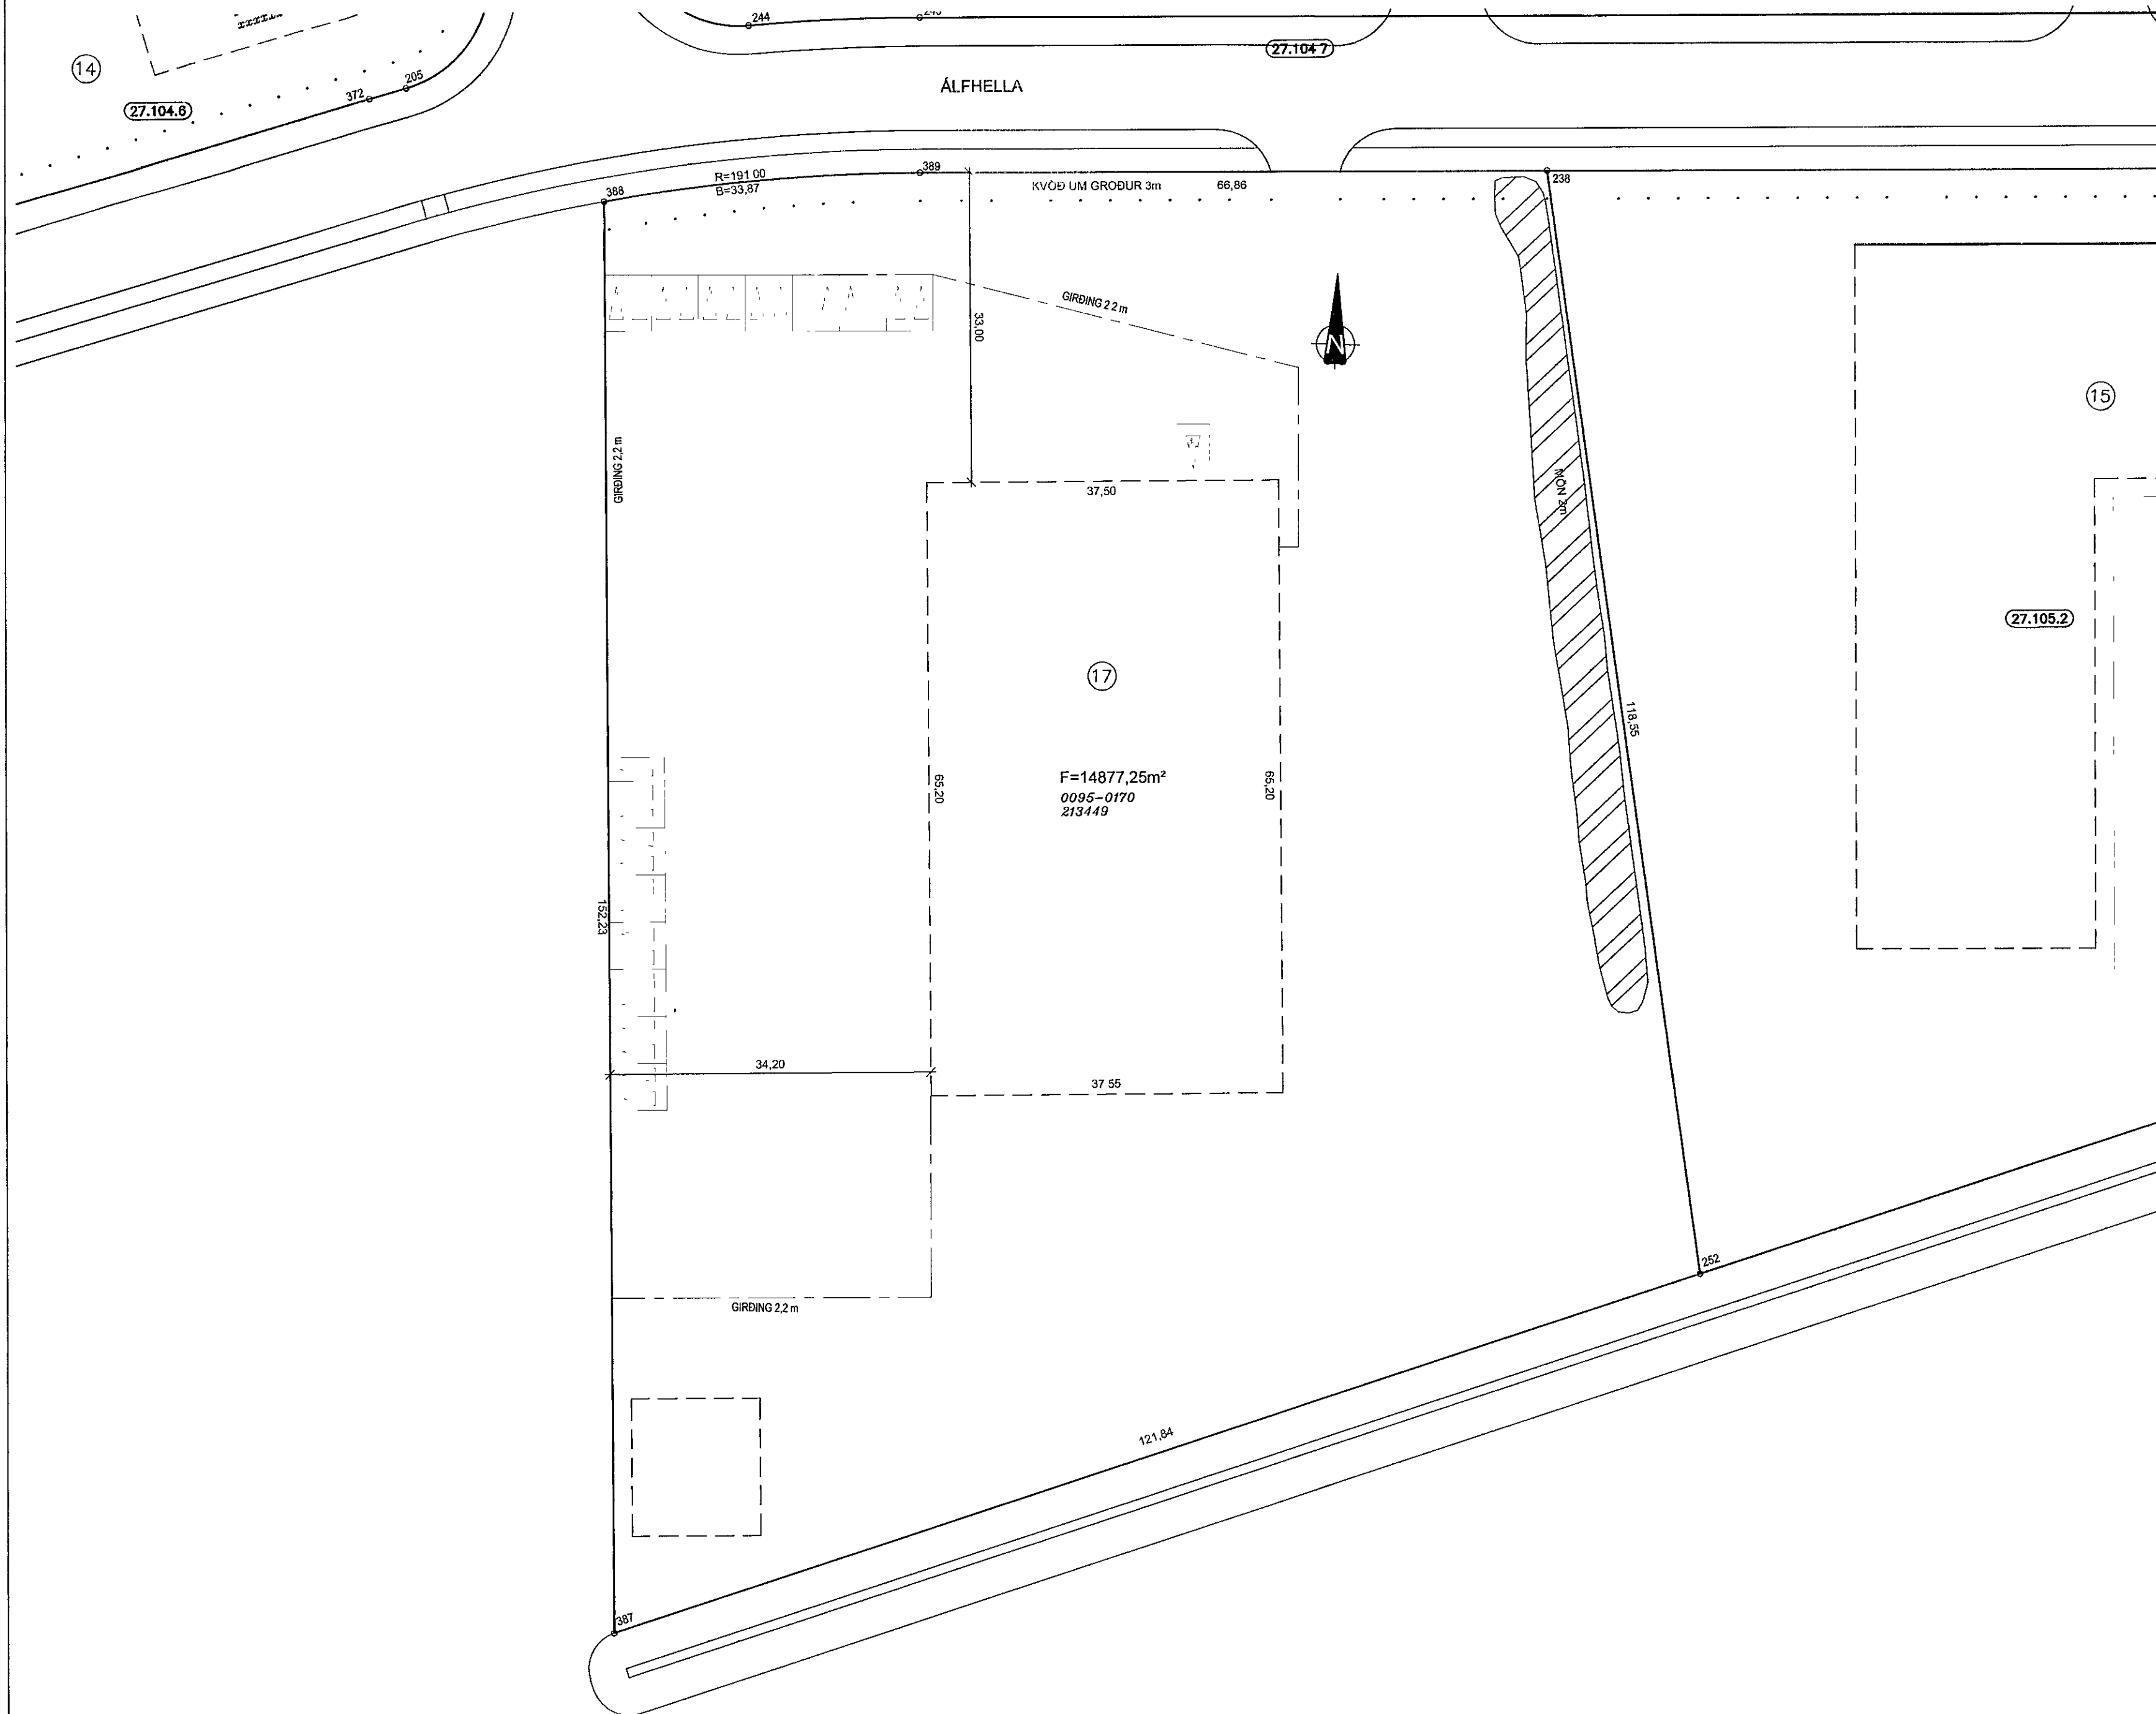 244
27.104 7
14
205
372
27.104.6
ÁLFHELLA
389
R=191 00
B=33,87
388
KVÖÐ UM GROÐUR 3m
66,86
238
GIRÐING 2 2 m
33,00
N
15
GIRÐING 2,2 m
37,50
MÖN 2m
27.105.2
17
118,55
F=14877,25m²
0095-0170
213449
65,20
65,20
152,23
34,20
37 55
252
GIRÐING 2,2 m
121,84
387